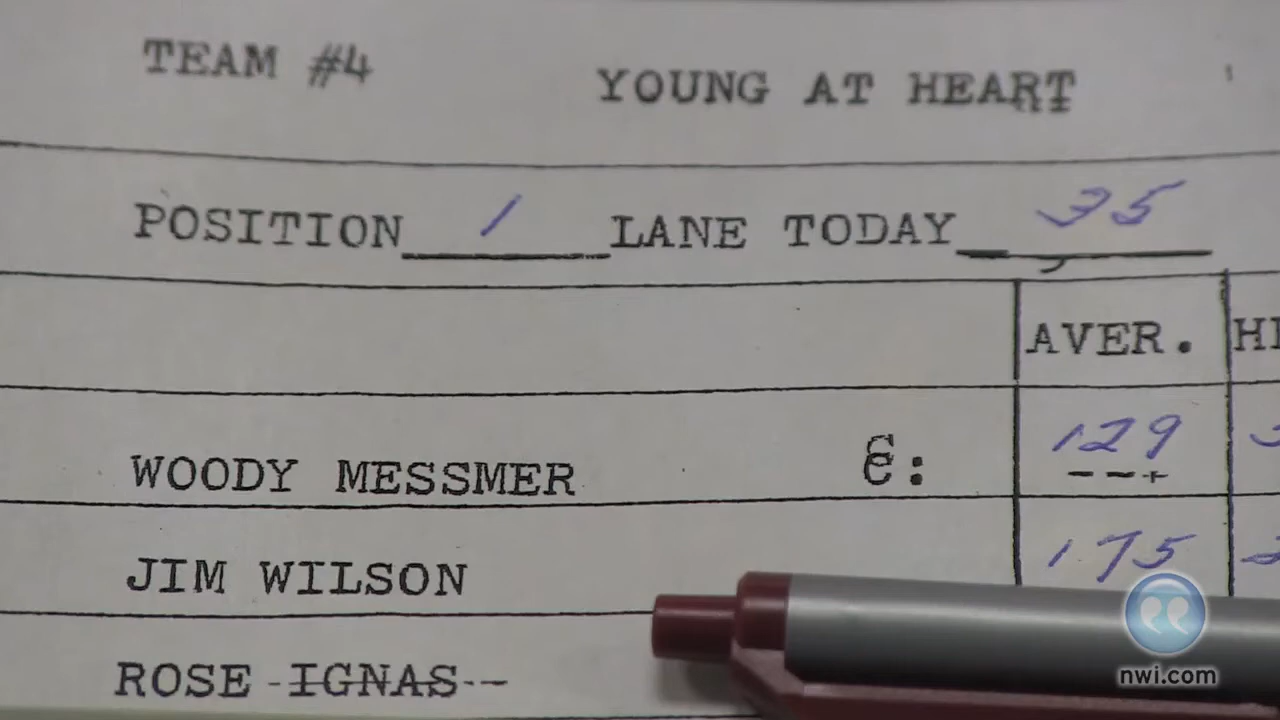 TEAM #4 YOUNG AT HEART
POSITION 1 LANE TODAY 35
AVER.
WOODY MESSMER C: 129
JIM WILSON 175
ROSE IGNAS
nwi.com